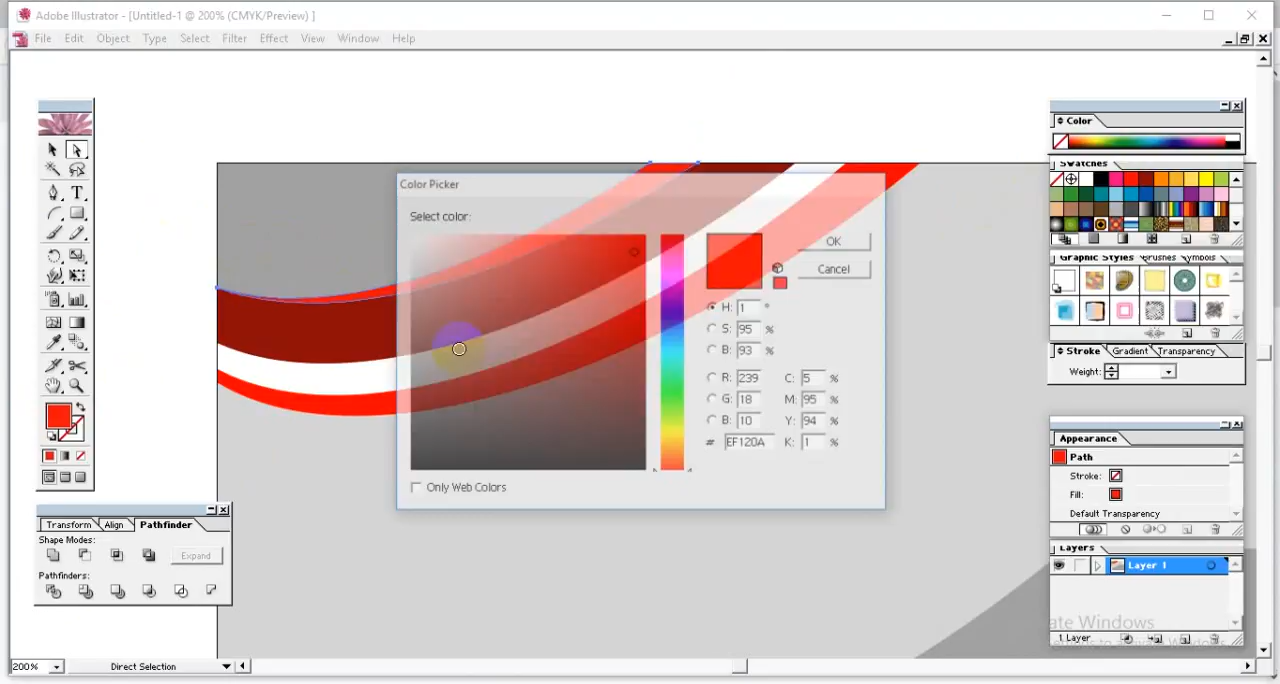 Adobe Illustrator - [Untitled-1 @ 200% (CMYK/Preview) ]
File Edit Object Type Select Filter Effect View Window Help
Color
Swatches
Graphic Styles Brushes Symbols
Stroke Gradient Transparency
Weight:
Appearance
Path
Stroke:
Fill:
Default Transparency
Layers
Layer 1
1 Layer
ate Windows
Color Picker
Select color:
OK
Cancel
H: 1 °
S: 95 %
B: 93 %
R: 239 C: 5 %
G: 18 M: 95 %
B: 10 Y: 94 %
# EF120A K: 1 %
Only Web Colors
Transform Align Pathfinder
Shape Modes:
Expand
Pathfinders:
200% Direct Selection